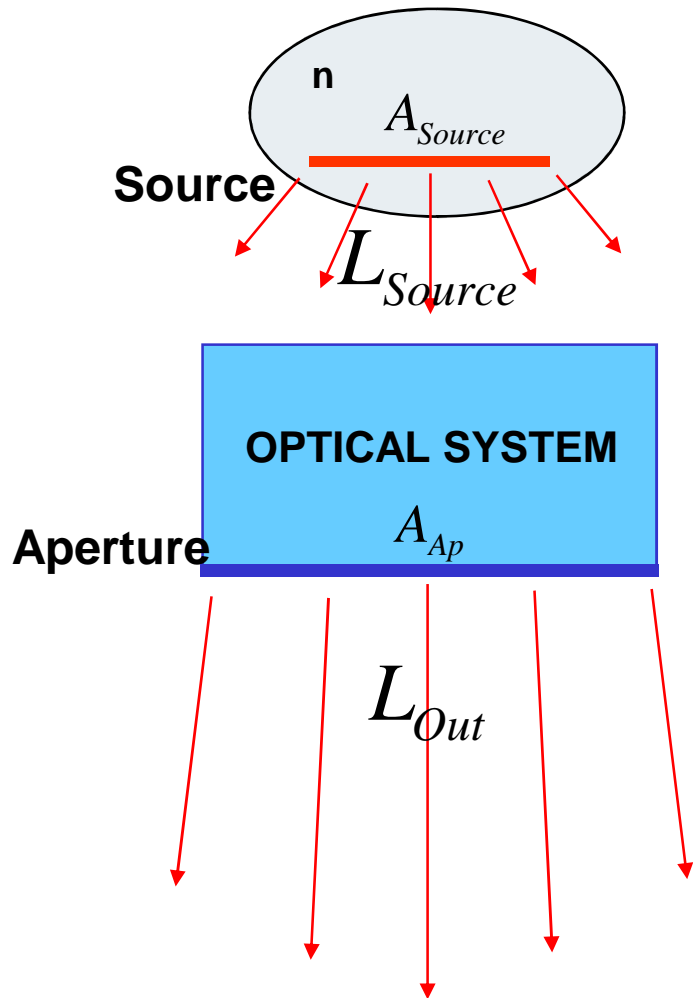 n
A_Source
Source
L_Source
OPTICAL SYSTEM
A_Ap
Aperture
L_Out